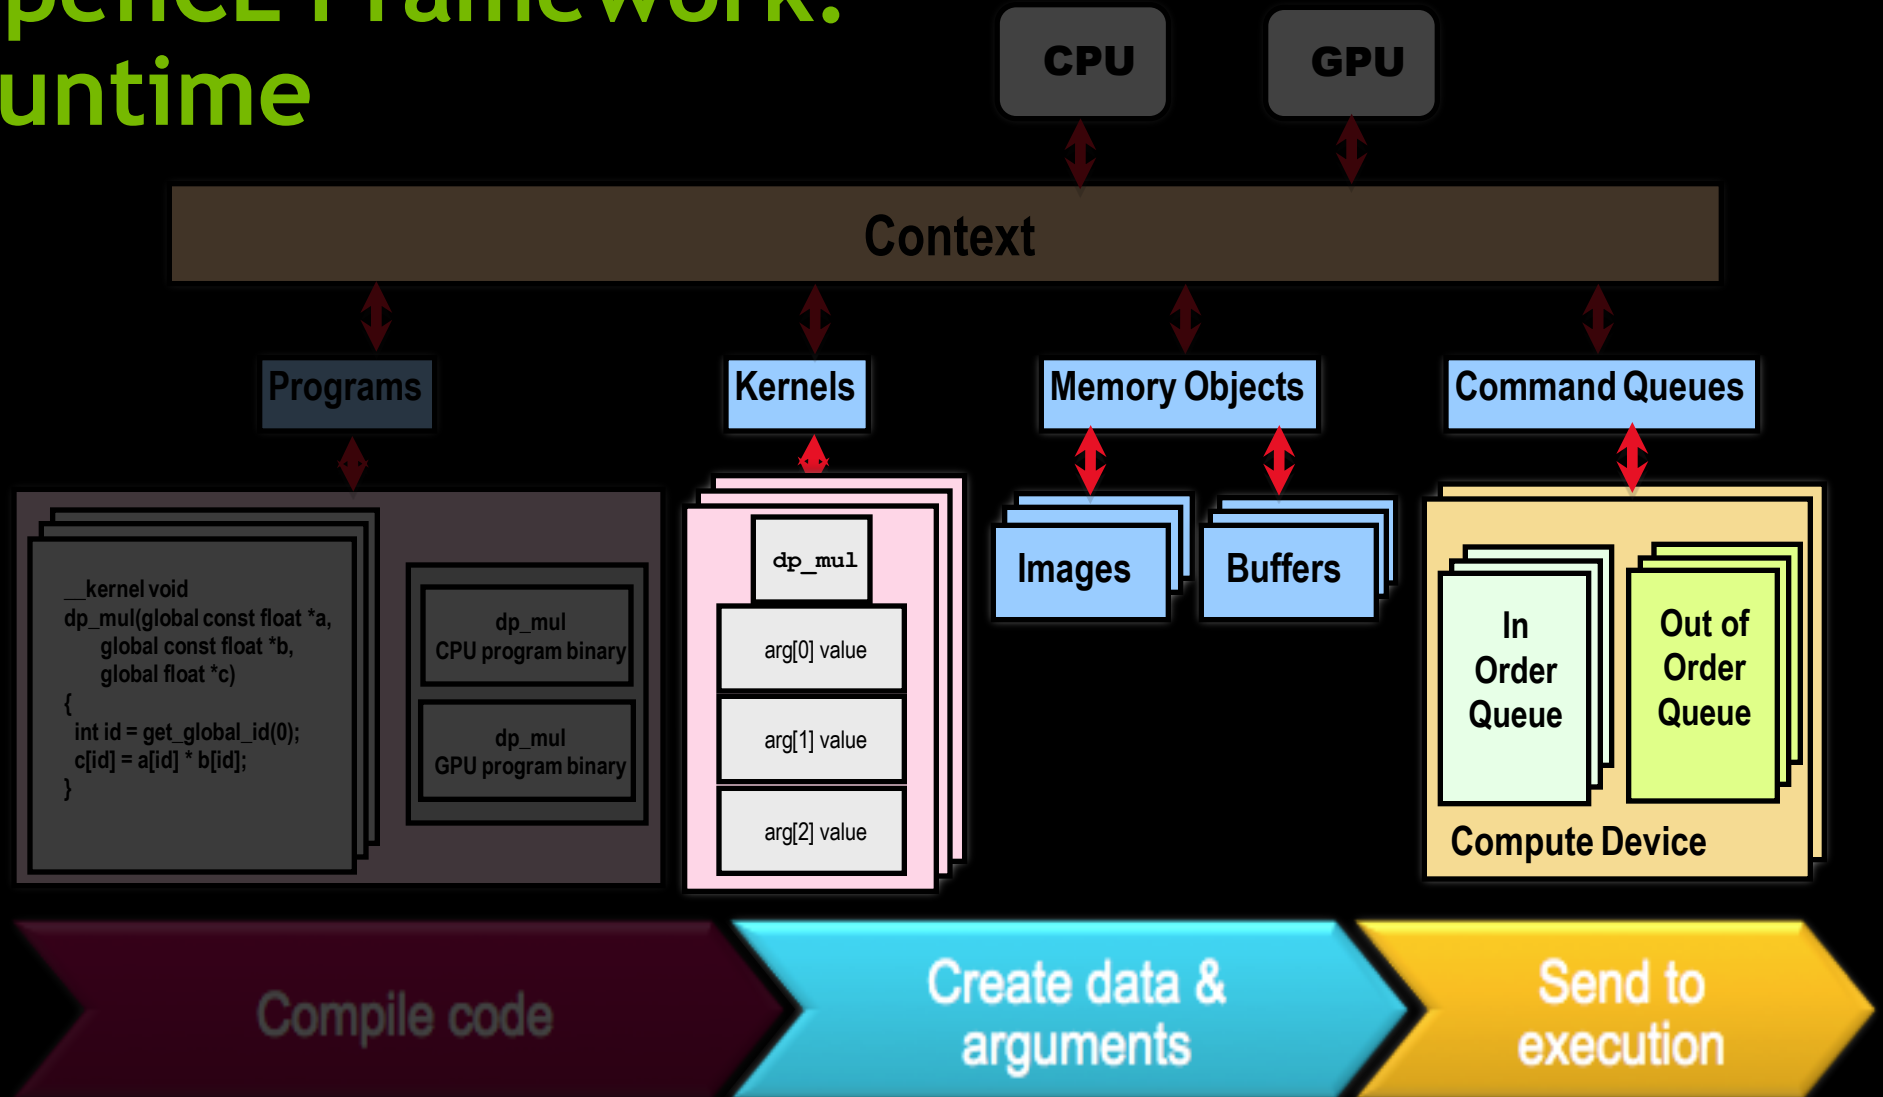 penCL Framework:
untime
CPU
GPU
Context
Programs
Kernels
Memory Objects
Command Queues
__kernel void
dp_mul(global const float *a,
global const float *b,
global float *c)
{
int id = get_global_id(0);
c[id] = a[id] * b[id];
}
dp_mul
CPU program binary
dp_mul
GPU program binary
dp_mul
arg[0] value
arg[1] value
arg[2] value
Images
Buffers
In
Order
Queue
Out of
Order
Queue
Compute Device
Compile code
Create data &
arguments
Send to
execution